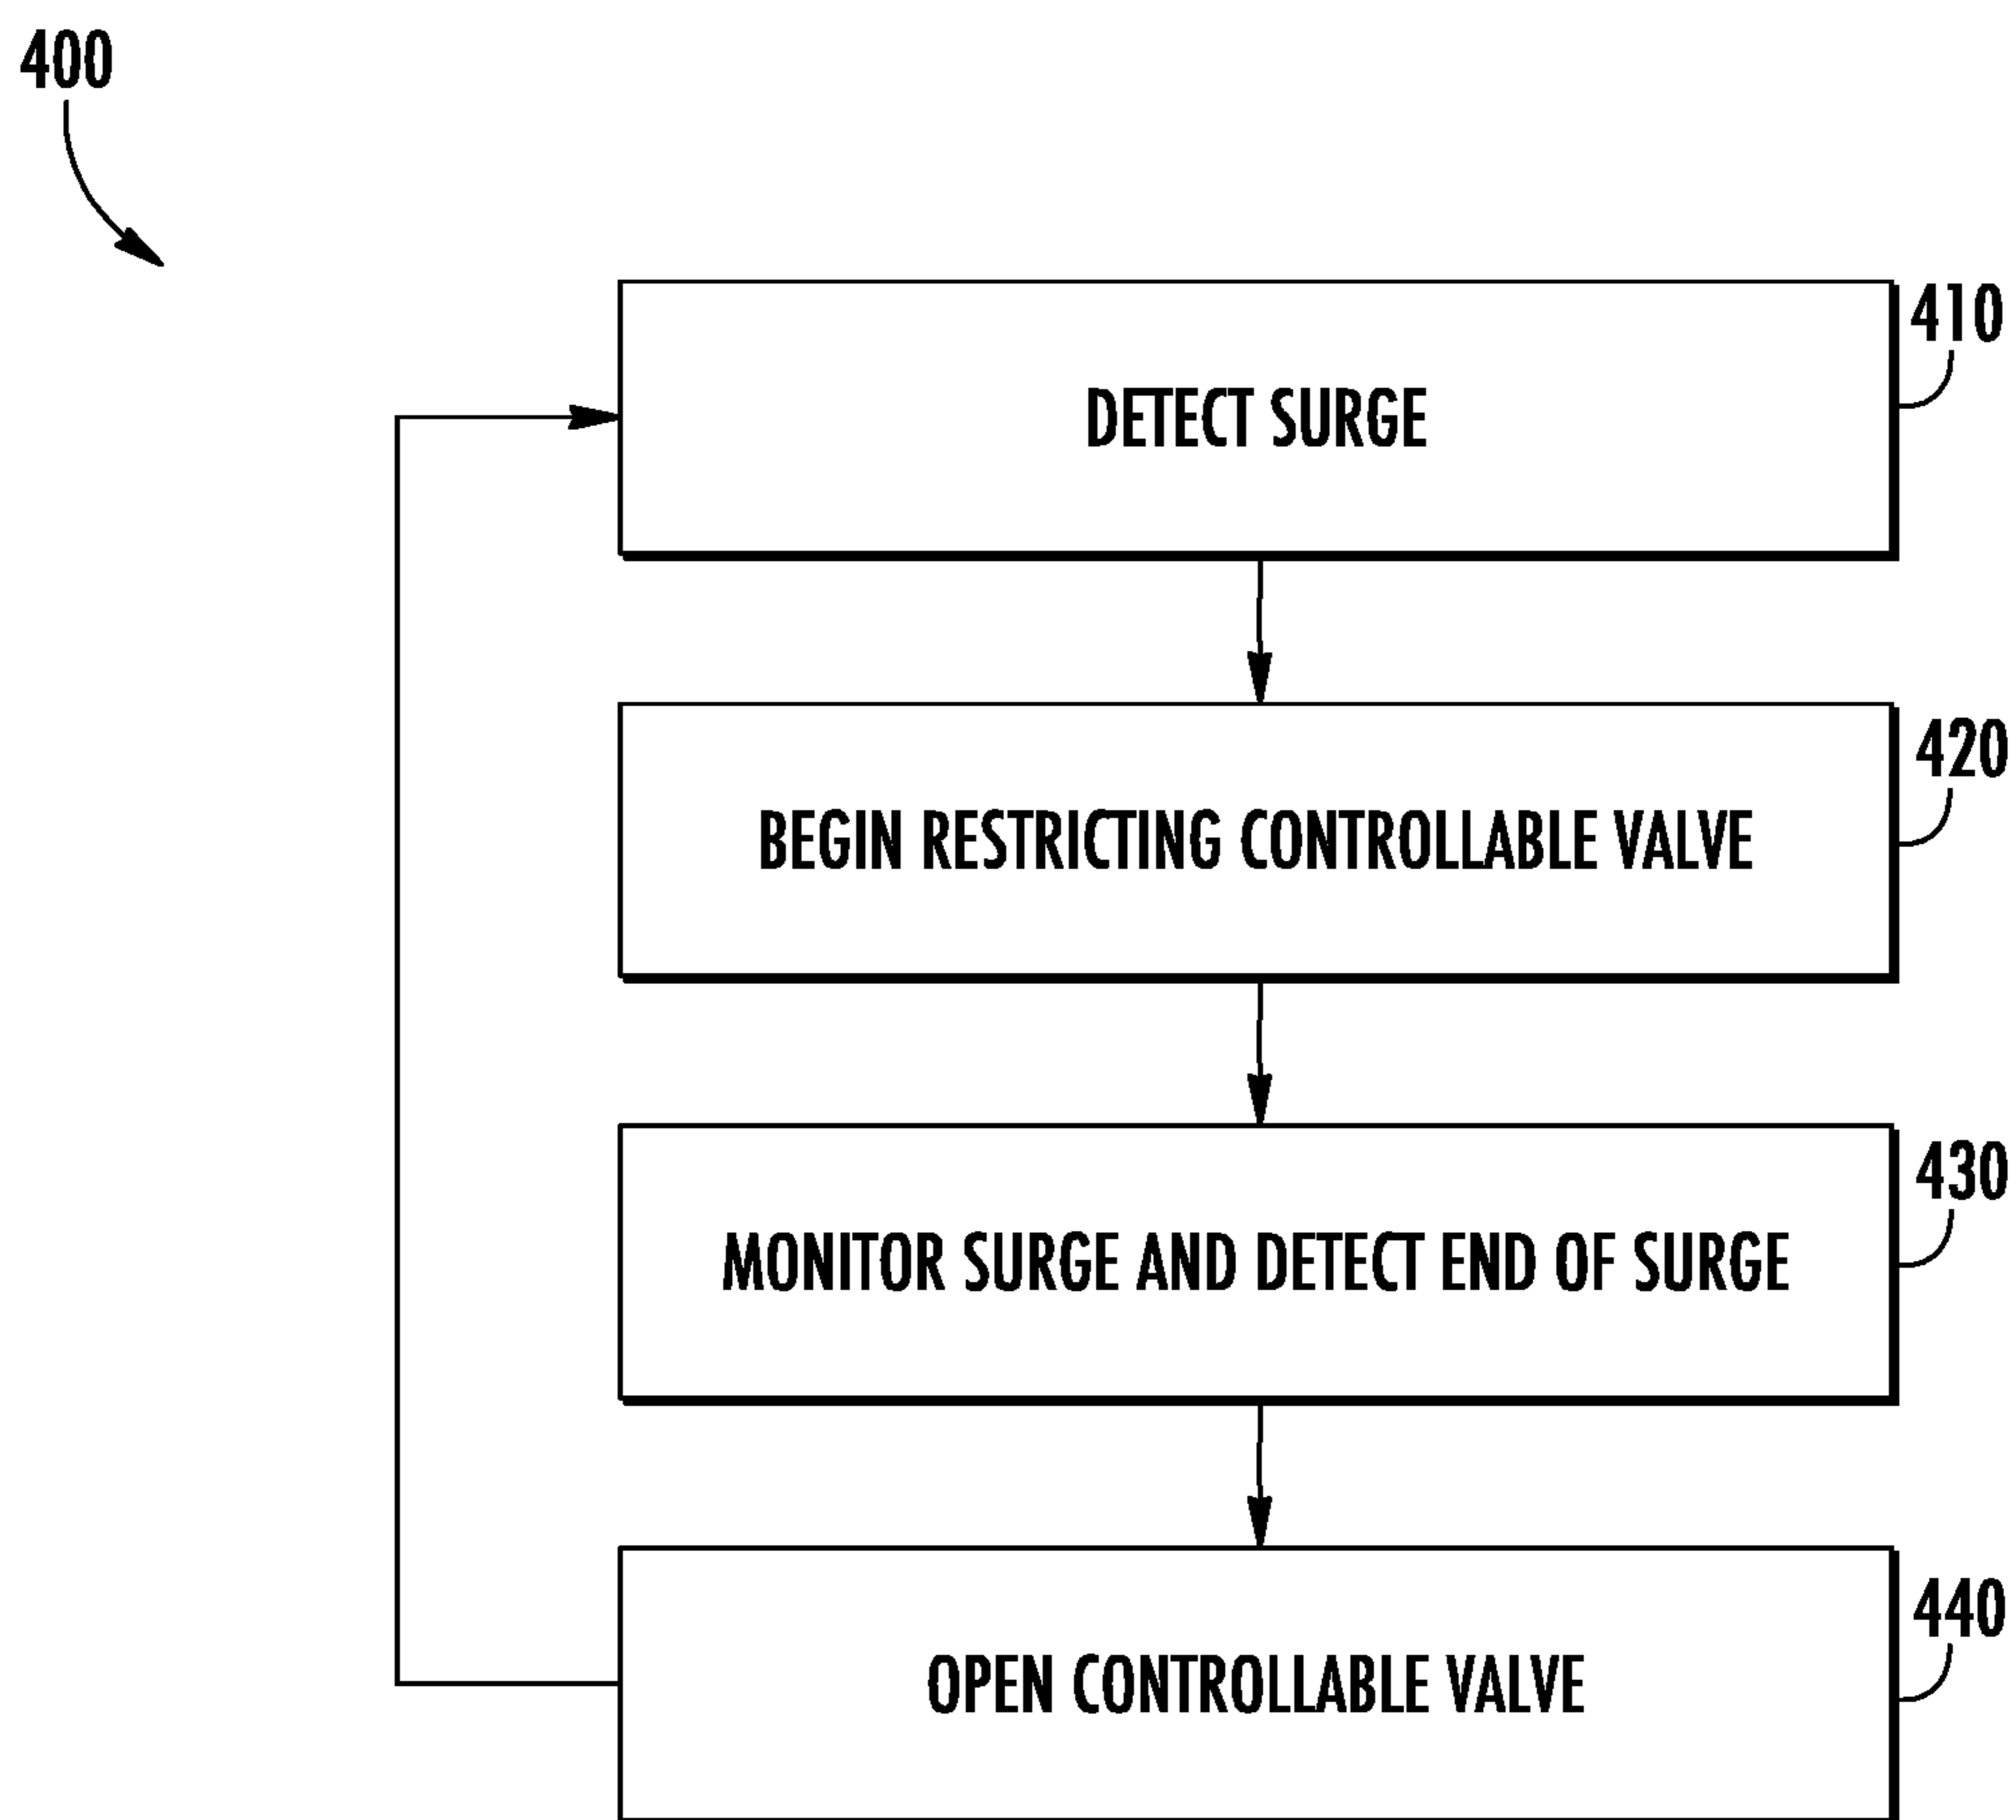 400
410
DETECT SURGE
420
BEGIN RESTRICTING CONTROLLABLE VALVE
430
MONITOR SURGE AND DETECT END OF SURGE
440
OPEN CONTROLLABLE VALVE